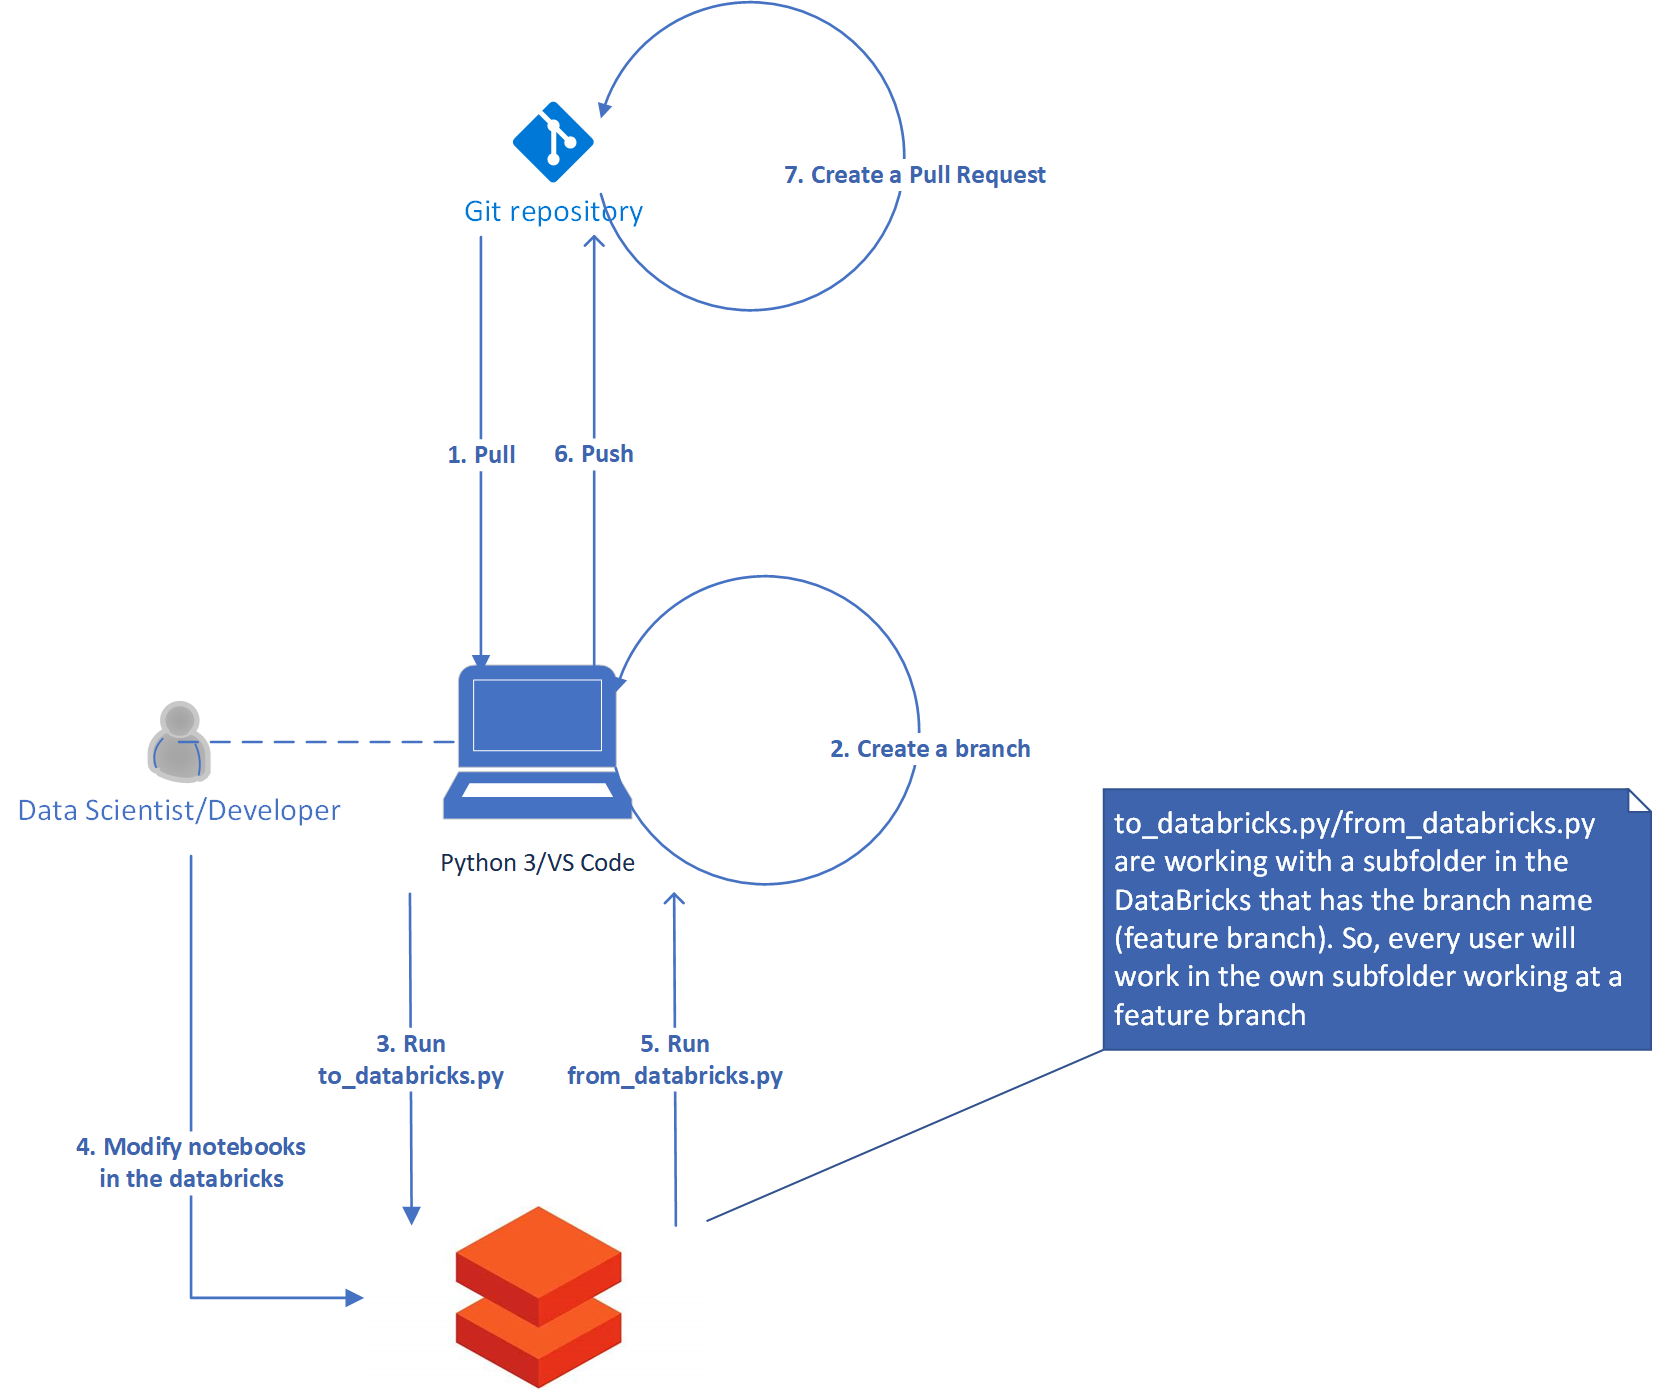 7. Create a Pull Request
Git repository
1. Pull
6. Push
2. Create a branch
Data Scientist/Developer
Python 3/VS Code
to_databricks.py/from_databricks.py
are working with a subfolder in the
DataBricks that has the branch name
(feature branch). So, every user will
work in the own subfolder working at a
feature branch
3. Run
to_databricks.py
5. Run
from_databricks.py
4. Modify notebooks
in the databricks